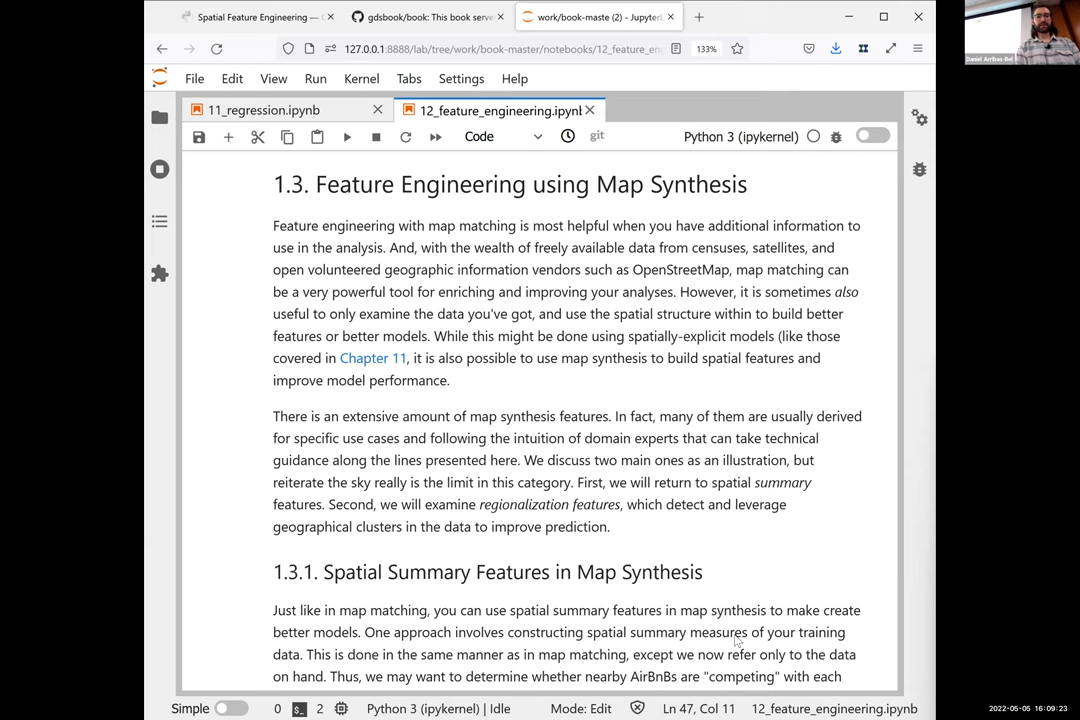 Spatial Feature Engineering —
gdsbook/book: This book serve
work/book-maste (2) - Jupyter
127.0.0.1:8888/lab/tree/work/book-master/notebooks/12_feature_en
133%
File Edit View Run Kernel Tabs Settings Help
11_regression.ipynb
12_feature_engineering.ipynb
Code
git
Python 3 (ipykernel)
1.3. Feature Engineering using Map Synthesis
Feature engineering with map matching is most helpful when you have additional information to
use in the analysis. And, with the wealth of freely available data from censuses, satellites, and
open volunteered geographic information vendors such as OpenStreetMap, map matching can
be a very powerful tool for enriching and improving your analyses. However, it is sometimes also
useful to only examine the data you've got, and use the spatial structure within to build better
features or better models. While this might be done using spatially-explicit models (like those
covered in Chapter 11, it is also possible to use map synthesis to build spatial features and
improve model performance.
There is an extensive amount of map synthesis features. In fact, many of them are usually derived
for specific use cases and following the intuition of domain experts that can take technical
guidance along the lines presented here. We discuss two main ones as an illustration, but
reiterate the sky really is the limit in this category. First, we will return to spatial summary
features. Second, we will examine regionalization features, which detect and leverage
geographical clusters in the data to improve prediction.
1.3.1. Spatial Summary Features in Map Synthesis
Just like in map matching, you can use spatial summary features in map synthesis to make create
better models. One approach involves constructing spatial summary measures of your training
data. This is done in the same manner as in map matching, except we now refer only to the data
on hand. Thus, we may want to determine whether nearby AirBnBs are "competing" with each
Simple 0 $_ 2 Python 3 (ipykernel) | Idle Mode: Edit Ln 47, Col 11 12_feature_engineering.ipynb
Daniel Arribas-Bel
2022-05-05 16:09:23